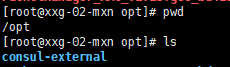 [root@xxg-02-mxn opt]# pwd
/opt
[root@xxg-02-mxn opt]# ls
consul-external